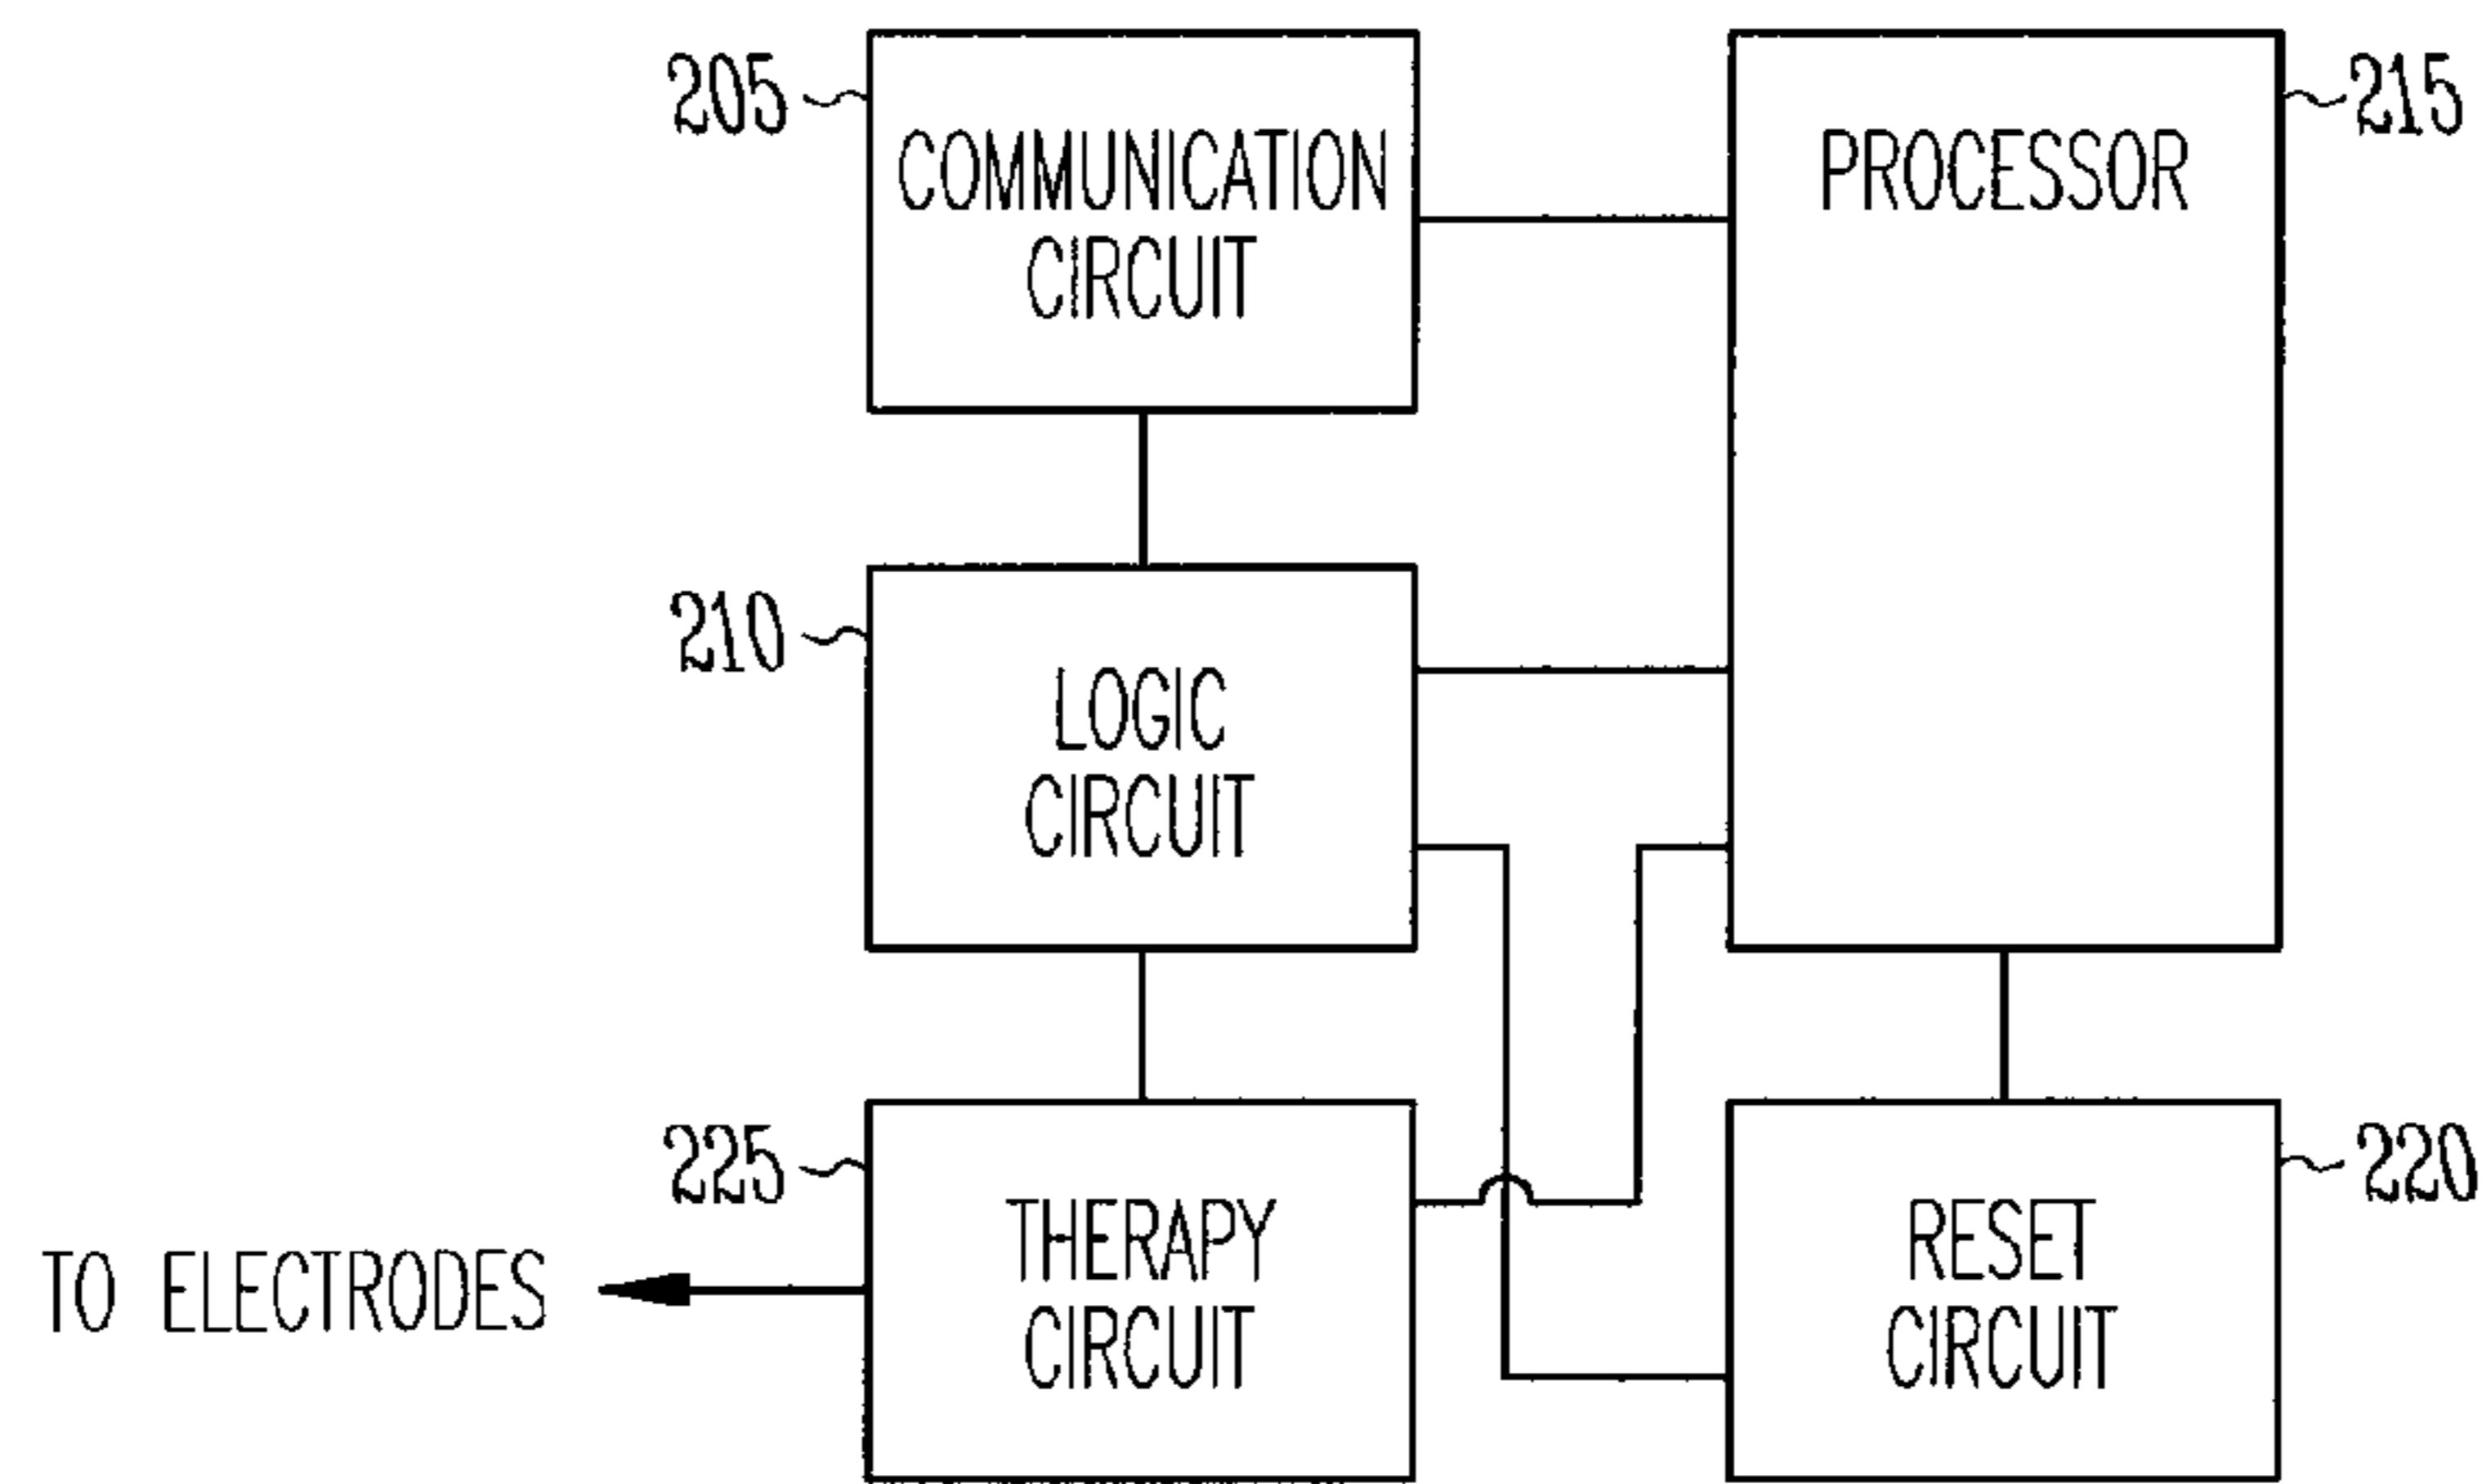 205
COMMUNICATION
CIRCUIT
PROCESSOR
215
210
LOGIC
CIRCUIT
225
THERAPY
CIRCUIT
TO ELECTRODES
RESET
CIRCUIT
220